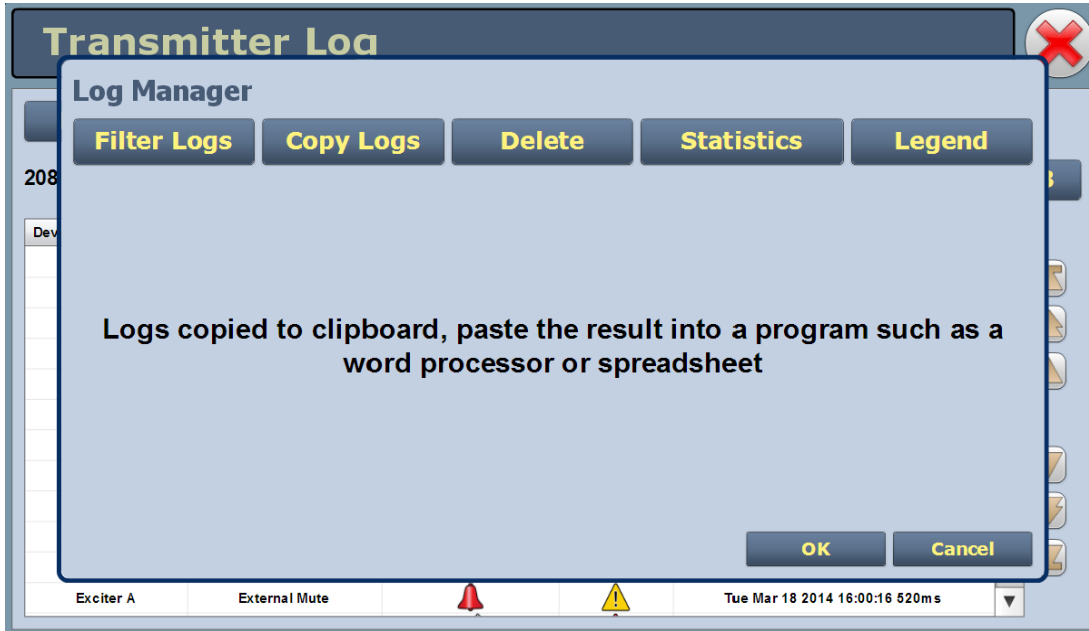 Transmitter Log
Log Manager
Filter Logs Copy Logs Delete Statistics Legend
208
Dev
Logs copied to clipboard, paste the result into a program such as a
word processor or spreadsheet
OK Cancel
Exciter A External Mute Tue Mar 18 2014 16:00:16 520ms